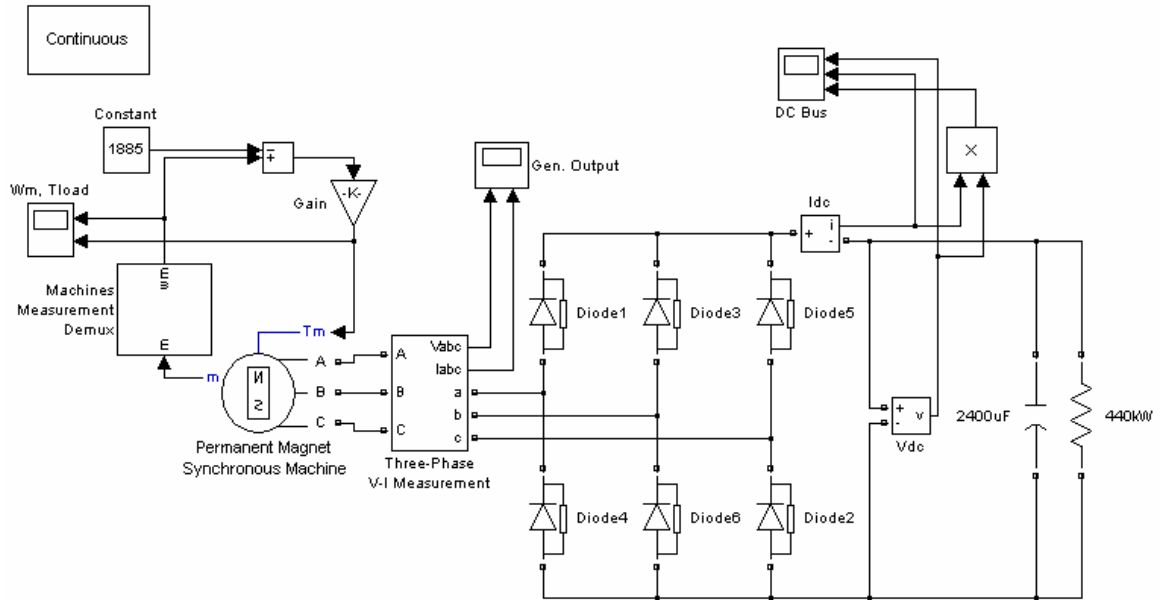 Continuous
Constant
1885
Wm, Tload
Gain
-K-
Gen. Output
DC Bus
Idc
+ i
-
Machines
Measurement
Demux
Tm
m
A
B
C
A
B
C
Vabc
Iabc
a
b
c
Permanent Magnet
Synchronous Machine
Three-Phase
V-I Measurement
Diode1
Diode3
Diode5
Diode4
Diode6
Diode2
+
-
v
Vdc
2400uF
440kW